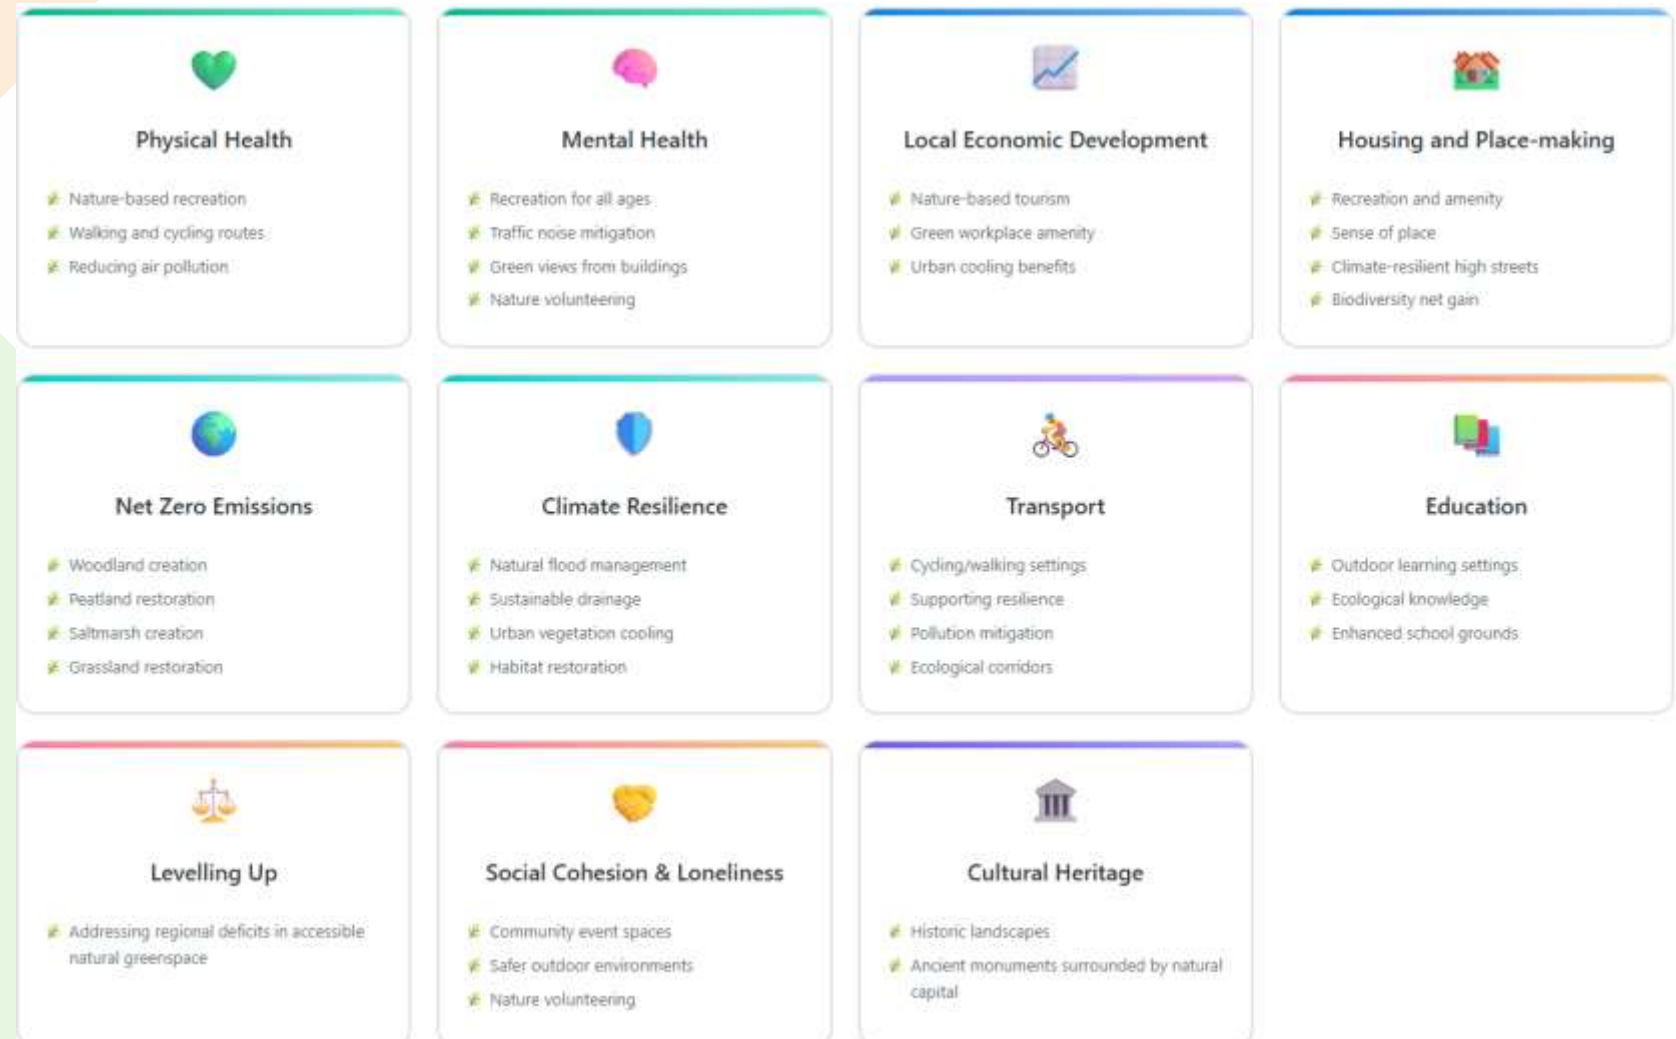 Physical Health
Nature-based recreation
Walking and cycling routes
Reducing air pollution
Mental Health
Recreation for all ages
Traffic noise mitigation
Green views from buildings
Nature volunteering
Local Economic Development
Nature-based tourism
Green workplace amenity
Urban cooling benefits
Housing and Place-making
Recreation and amenity
Sense of place
Climate-resilient high streets
Biodiversity net gain
Net Zero Emissions
Woodland creation
Peatland restoration
Saltmarsh creation
Grassland restoration
Climate Resilience
Natural flood management
Sustainable drainage
Urban vegetation cooling
Habitat restoration
Transport
Cycling/walking settings
Supporting resilience
Pollution mitigation
Ecological corridors
Education
Outdoor learning settings
Ecological knowledge
Enhanced school grounds
Levelling Up
Addressing regional deficits in accessible
natural greenspace
Social Cohesion & Loneliness
Community event spaces
Safer outdoor environments
Nature volunteering
Cultural Heritage
Historic landscapes
Ancient monuments surrounded by natural
capital